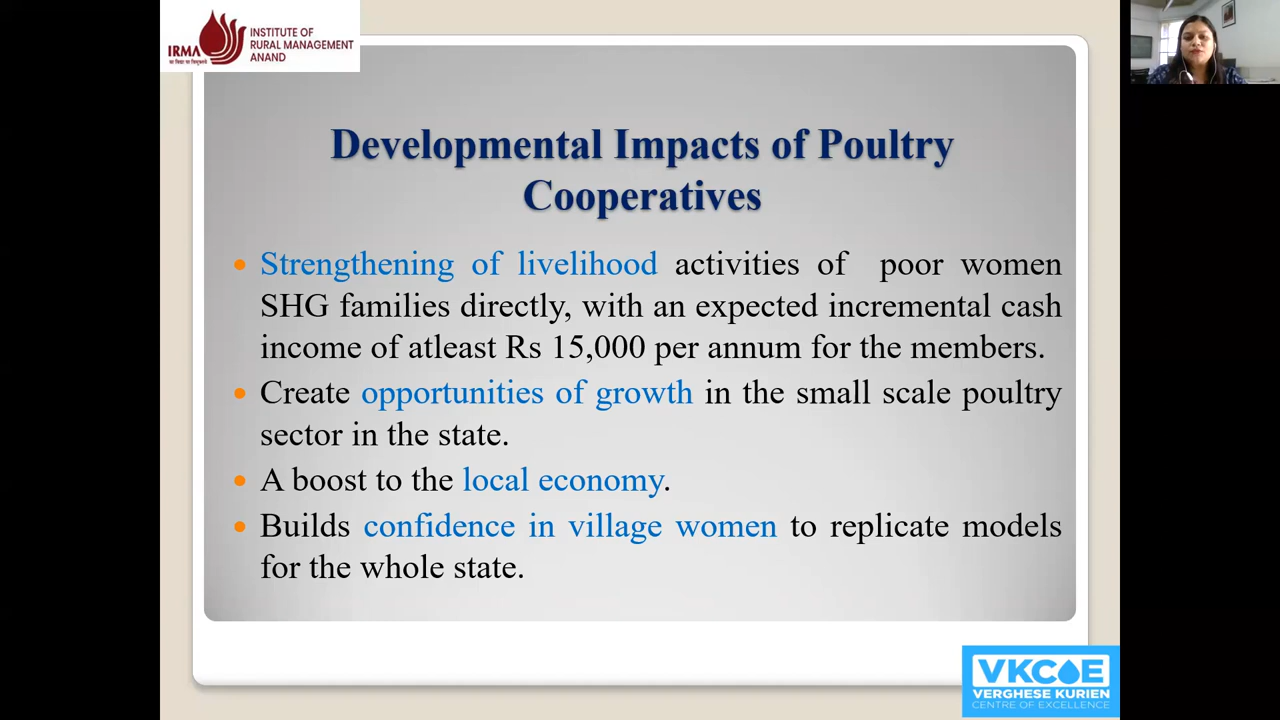 IRMA
INSTITUTE OF
RURAL MANAGEMENT
ANAND
Developmental Impacts of Poultry
Cooperatives
Strengthening of livelihood activities of poor women
SHG families directly, with an expected incremental cash
income of atleast Rs 15,000 per annum for the members.
Create opportunities of growth in the small scale poultry
sector in the state.
A boost to the local economy.
Builds confidence in village women to replicate models
for the whole state.
VKCOE
VERGHESE KURIEN
CENTRE OF EXCELLENCE